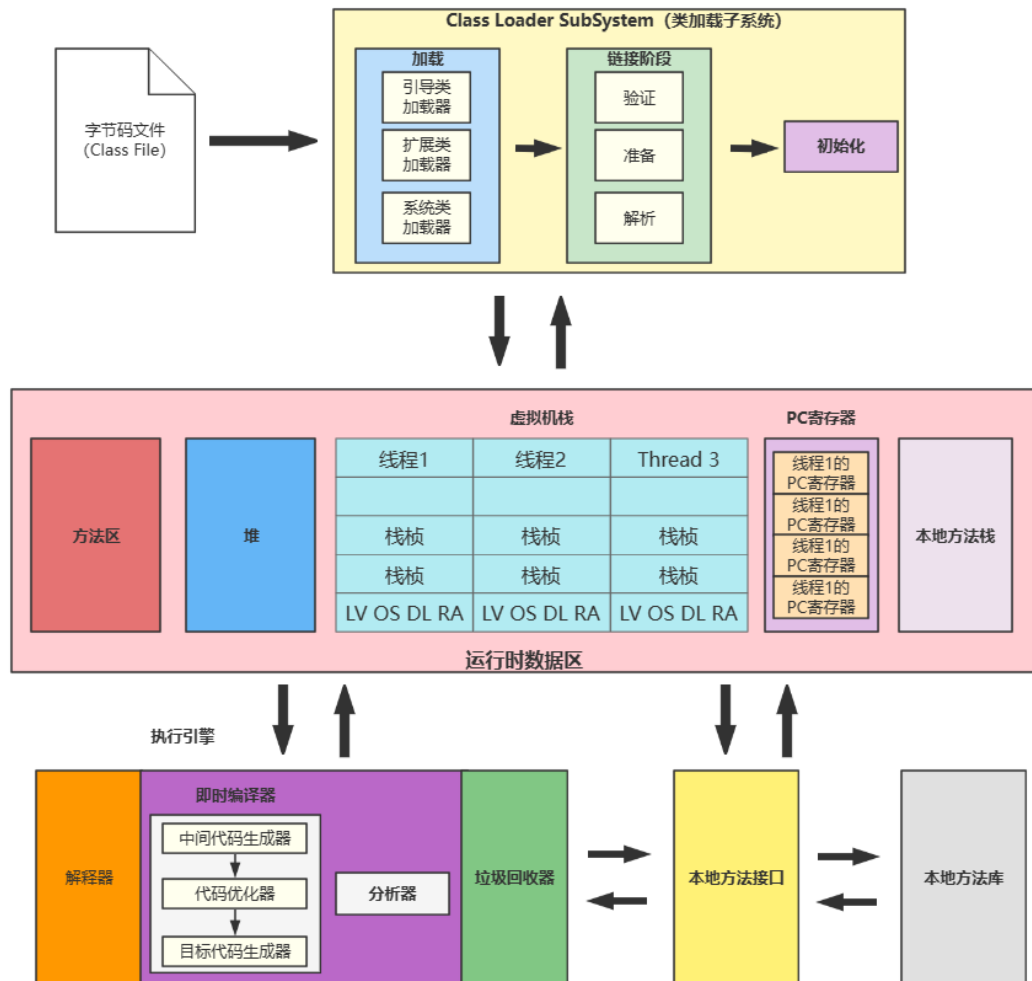 Class Loader SubSystem（类加载子系统）
加载
链接阶段
引导类
加载器
验证
字节码文件
（Class File）
扩展类
加载器
准备
初始化
系统类
加载器
解析
虚拟机栈
PC寄存器
线程1
线程2
Thread 3
线程1的
PC寄存器
线程1的
PC寄存器
方法区
堆
栈桢
栈桢
栈桢
本地方法栈
线程1的
PC寄存器
栈桢
栈桢
栈桢
线程1的
PC寄存器
LV OS DL RA
LV OS DL RA
LV OS DL RA
运行时数据区
执行引擎
即时编译器
中间代码生成器
解释器
代码优化器
分析器
垃圾回收器
本地方法接口
本地方法库
目标代码生成器